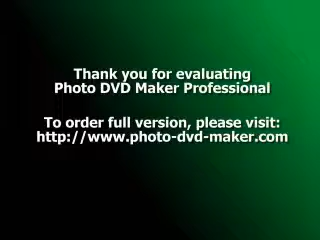 Thank you for evaluating
Photo DVD Maker Professional
To order full version, please visit:
http://www.photo-dvd-maker.com